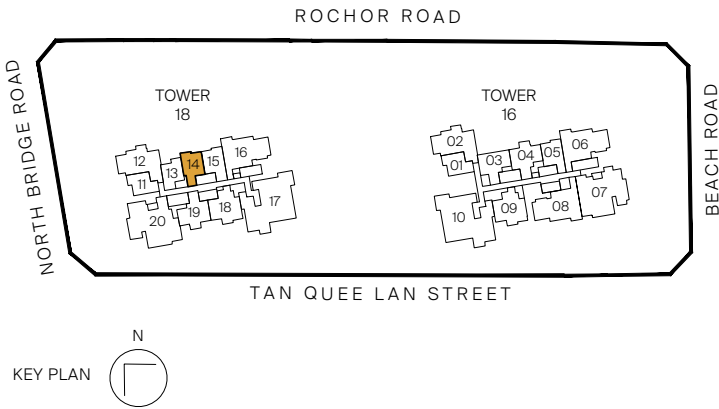 ROCHOR ROAD
NORTH BRIDGE ROAD
BEACH ROAD
TOWER
18
TOWER
16
12
11
13
14
15
16
20
19
18
17
02
01
03
04
05
06
10
09
08
07
TAN QUEE LAN STREET
N
KEY PLAN